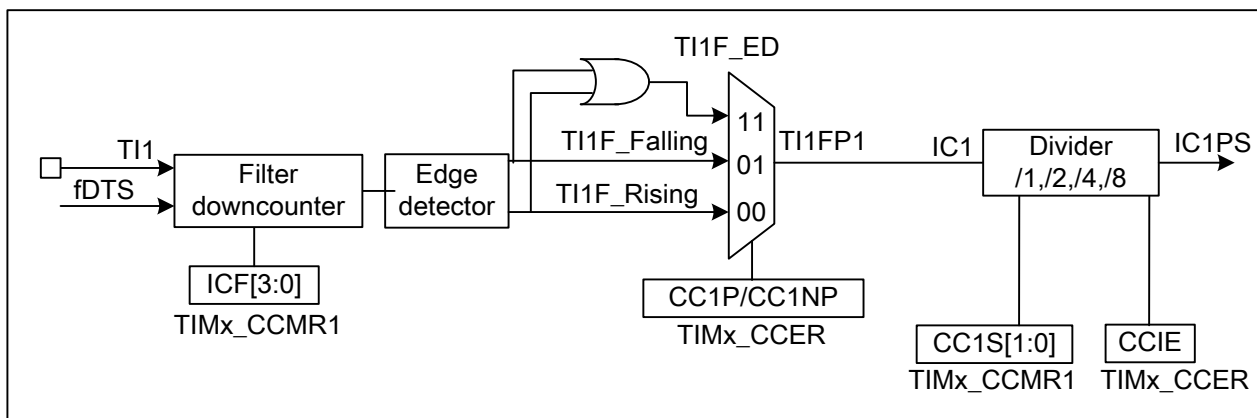 TI1F_ED
TI1
fDTS
Filter
downcounter
Edge
detector
TI1F_Falling
TI1F_Rising
11
01
00
TI1FP1
IC1
Divider
/1,/2,/4,/8
IC1PS
ICF[3:0]
TIMx_CCMR1
CC1P/CC1NP
TIMx_CCER
CC1S[1:0]
TIMx_CCMR1
CCIE
TIMx_CCER